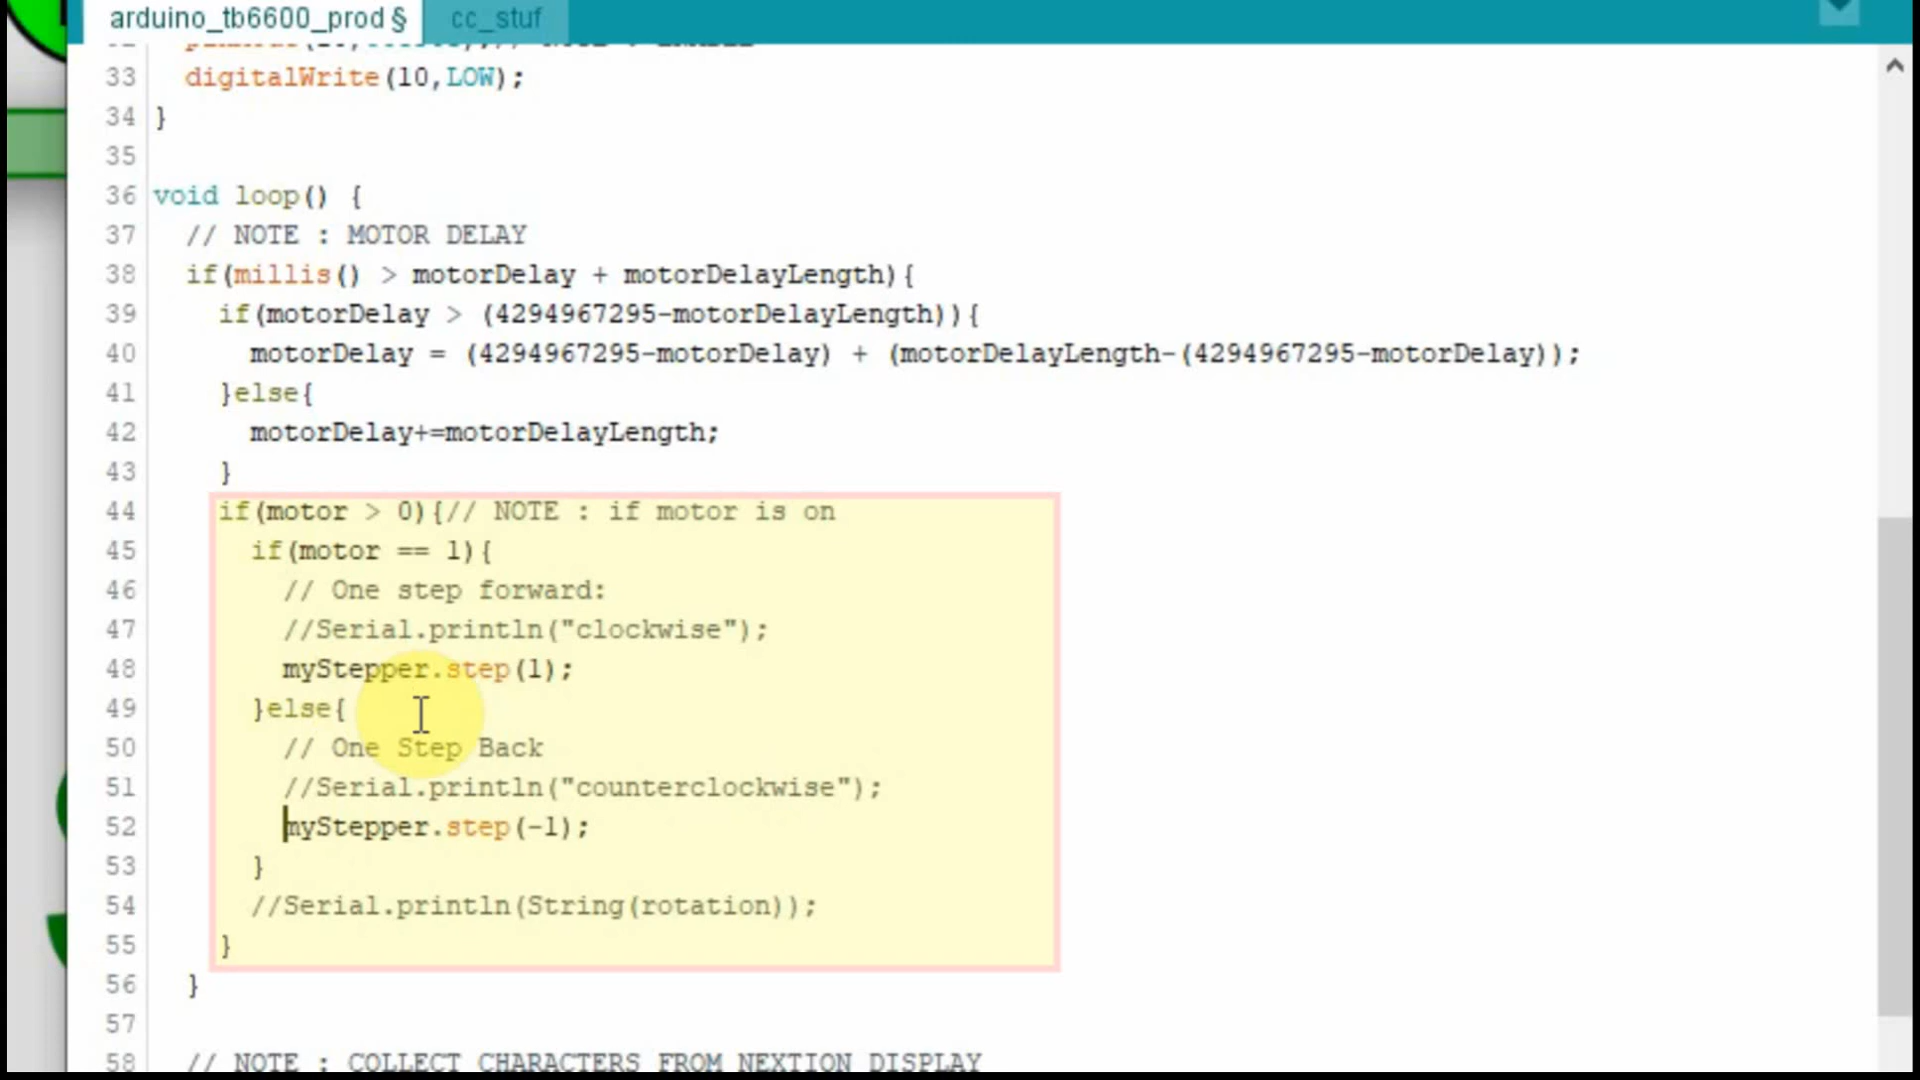 arduino_tb6600_prod § cc_stuf
33 digitalWrite(10,LOW);
34 }
35
36 void loop() {
37 // NOTE : MOTOR DELAY
38 if(millis() > motorDelay + motorDelayLength){
39 if(motorDelay > (4294967295-motorDelayLength)){
40 motorDelay = (4294967295-motorDelay) + (motorDelayLength-(4294967295-motorDelay));
41 }else{
42 motorDelay+=motorDelayLength;
43 }
44 if(motor > 0){// NOTE : if motor is on
45 if(motor == 1){
46 // One step forward:
47 //Serial.println("clockwise");
48 myStepper.step(1);
49 }else{
50 // One Step Back
51 //Serial.println("counterclockwise");
52 myStepper.step(-1);
53 }
54 //Serial.println(String(rotation));
55 }
56 }
57
58 // NOTE : COLLECT CHARACTERS FROM NEXTION DISPLAY